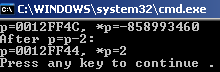 C:\WINDOWS\system32\cmd.exe
p=0012FF4C, *p=-858993460
After p=p-2:
p=0012FF44, *p=2
Press any key to continue .